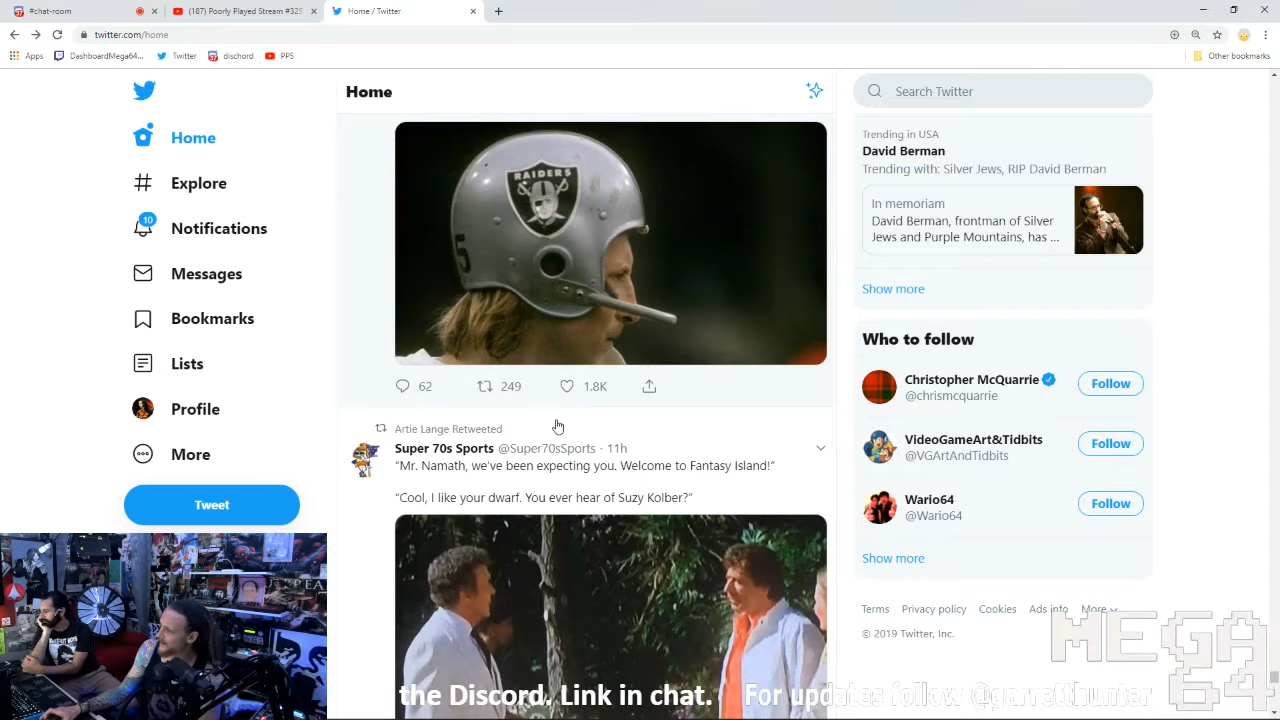 #chat-room
(187) Poorly Played Stream #325
Home / Twitter
twitter.com/home
Apps
DashboardMega64...
Twitter
dischord
PPS
Other bookmarks
Home
Search Twitter
Home
Explore
10
Notifications
Messages
Bookmarks
Lists
Profile
More
Tweet
RAIDERS
62
249
1.8K
Artie Lange Retweeted
Super 70s Sports @Super70sSports · 11h
“Mr. Namath, we’ve been expecting you. Welcome to Fantasy Island!”
“Cool, I like your dwarf. You ever hear of Suzy Kolber?”
Trending in USA
David Berman
Trending with: Silver Jews, RIP David Berman
In memoriam
David Berman, frontman of Silver
Jews and Purple Mountains, has ...
Show more
Who to follow
Christopher McQuarrie
@chrismcquarrie
Follow
VideoGameArt&Tidbits
@VGArtAndTidbits
Follow
Wario64
@Wario64
Follow
Show more
Terms Privacy policy Cookies Ads info More
© 2019 Twitter, Inc.
MEGA
64
the Discord. Link in chat. For updates follow @garretthunter